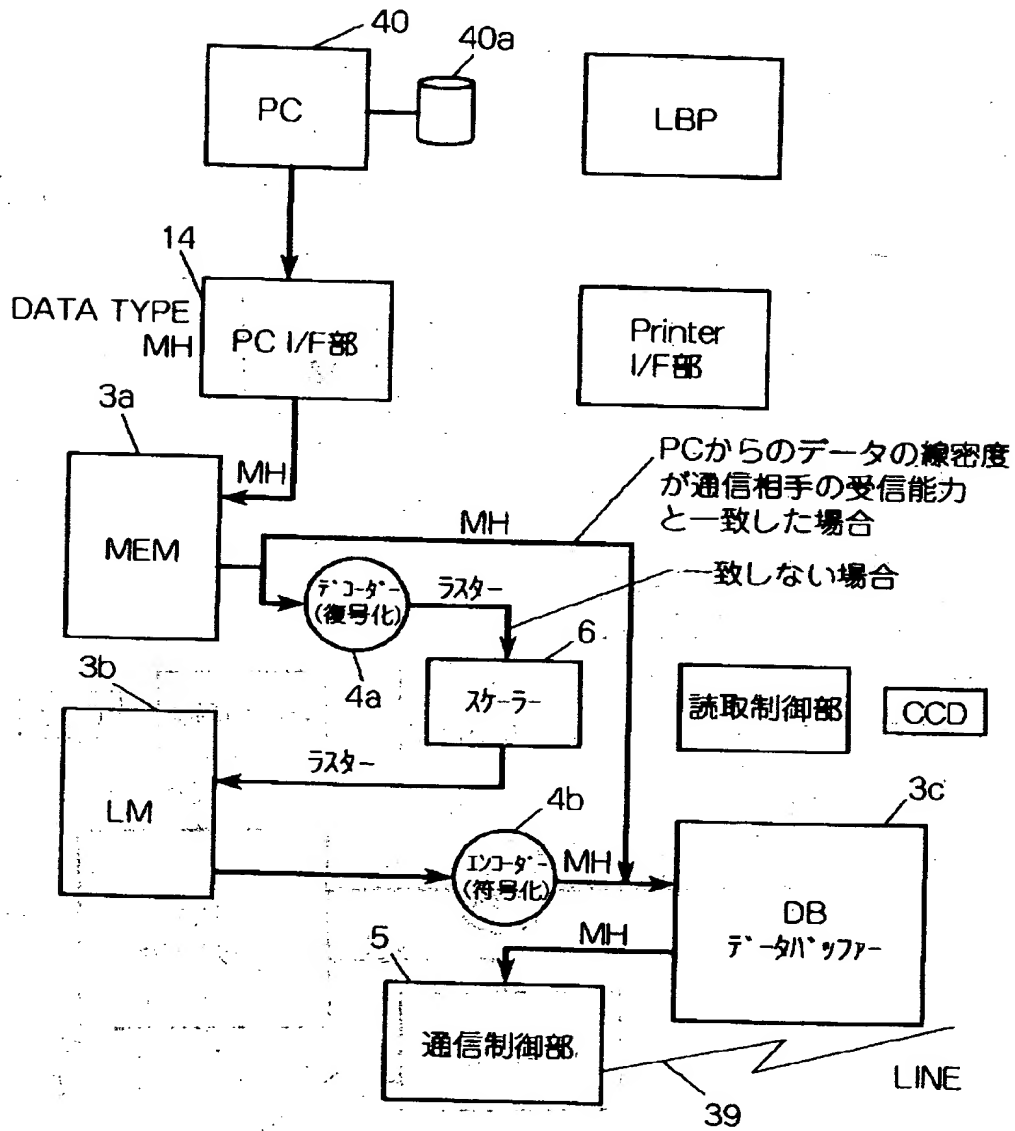 40
40a
PC
LBP
14
DATA TYPE
MH
PC I/F部
Printer
I/F部
3a
MH
PCからのデータの線密度
が通信相手の受信能力
と一致した場合
MH
MEM
デコーダー
(復号化)
ラスター
一致しない場合
4a
6
3b
スケーラー
読取制御部
CCD
ラスター
LM
4b
3c
エンコーダー
(符号化)
MH
DB
データバッファー
MH
5
通信制御部
LINE
39